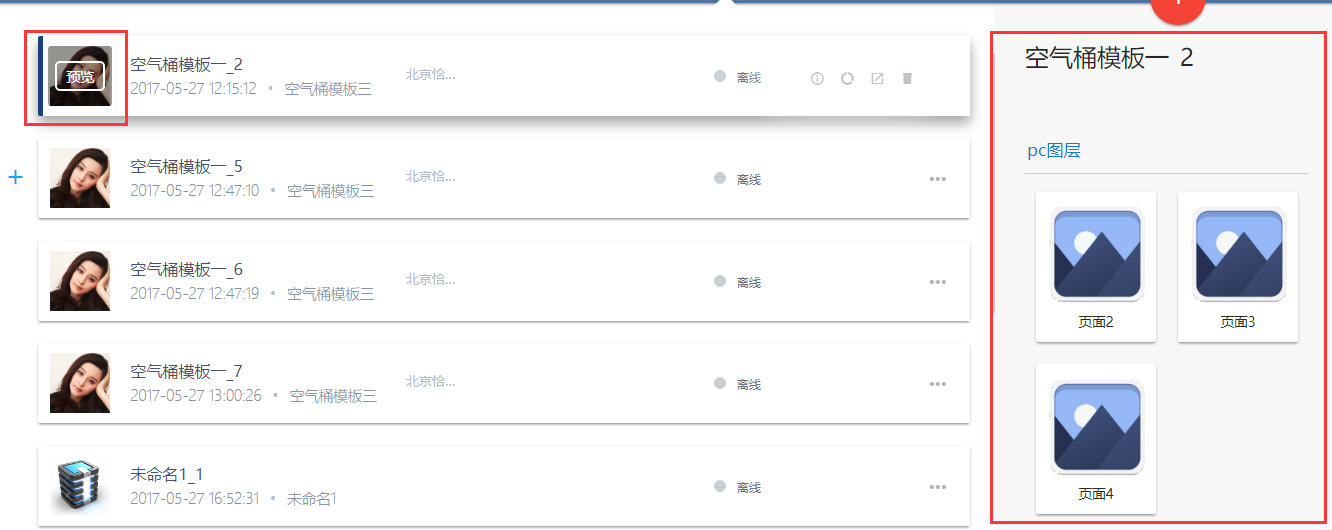 预览
空气桶模板一_2
2017-05-27 12:15:12 • 空气桶模板三
北京恰...
离线
空气桶模板一_5
2017-05-27 12:47:10 • 空气桶模板三
北京恰...
离线
空气桶模板一_6
2017-05-27 12:47:19 • 空气桶模板三
北京恰...
离线
空气桶模板一_7
2017-05-27 13:00:26 • 空气桶模板三
北京恰...
离线
未命名1_1
2017-05-27 16:52:31 • 未命名1
离线
空气桶模板一 2
pc图层
页面2
页面3
页面4